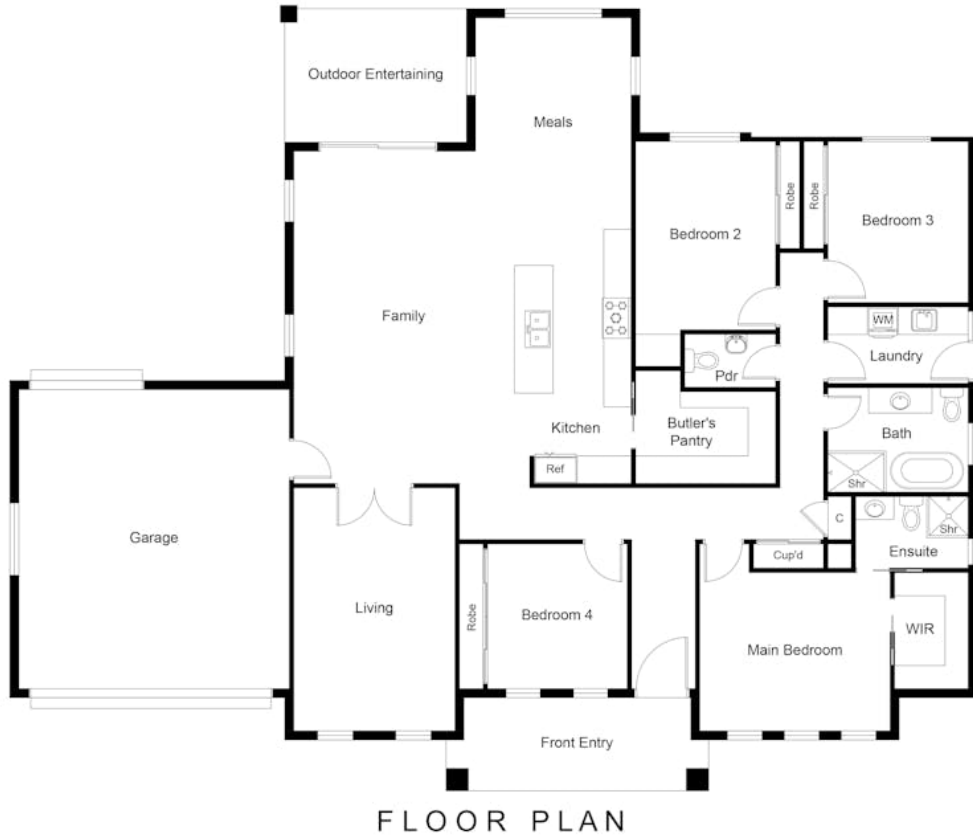 Outdoor Entertaining
Meals
Robe
Robe
Bedroom 2
Bedroom 3
Family
WM
Laundry
Pdr
Kitchen
Butler's
Pantry
Bath
Ref
Shr
Garage
C
Shr
Ensuite
Cup'd
Living
Robe
Bedroom 4
Main Bedroom
WIR
Front Entry
FLOOR PLAN